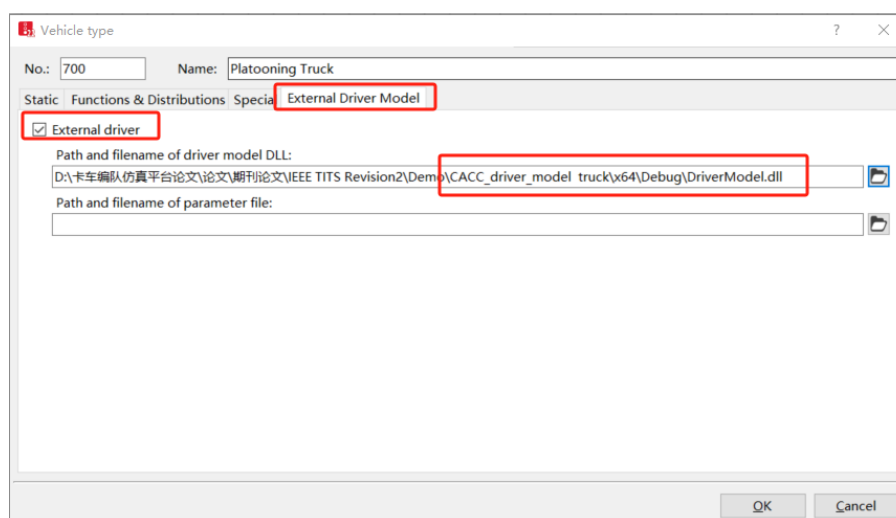 Vehicle type
No.: 700 Name: Platooning Truck
Static Functions & Distributions Specia External Driver Model
External driver
Path and filename of driver model DLL:
D:\卡车编队仿真平台论文\论文\期刊论文\IEEE TITS Revision2\Demo\CACC_driver_model truck\x64\Debug\DriverModel.dll
Path and filename of parameter file:
OK Cancel